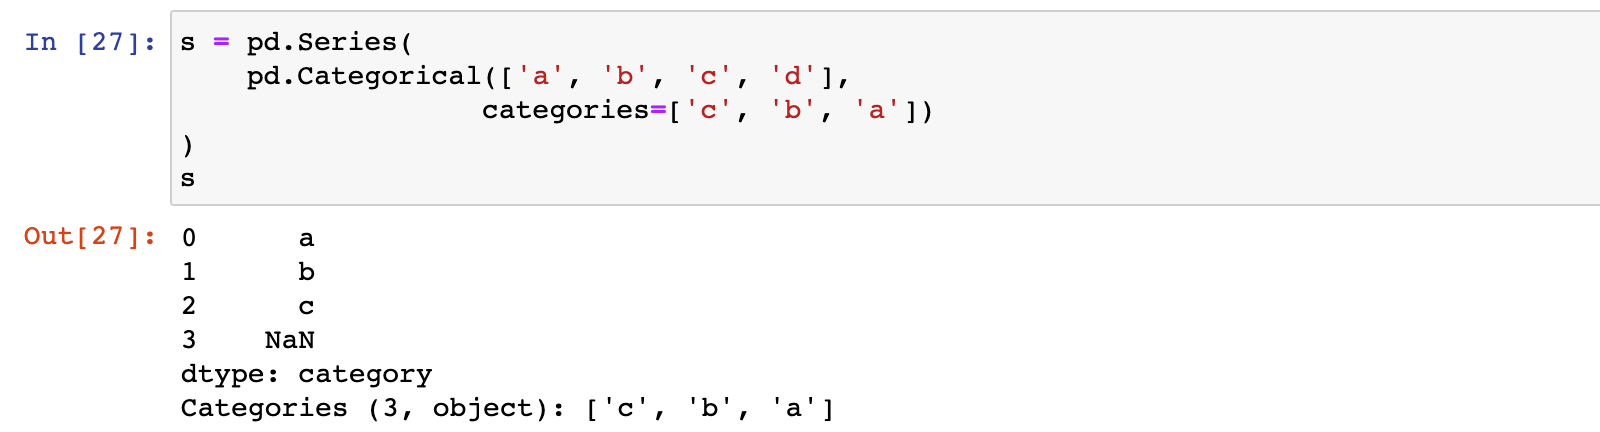 In [27]: s = pd.Series(
    pd.Categorical(['a', 'b', 'c', 'd'],
                  categories=['c', 'b', 'a'])
)
s
Out[27]: 0      a
1      b
2      c
3    NaN
dtype: category
Categories (3, object): ['c', 'b', 'a']